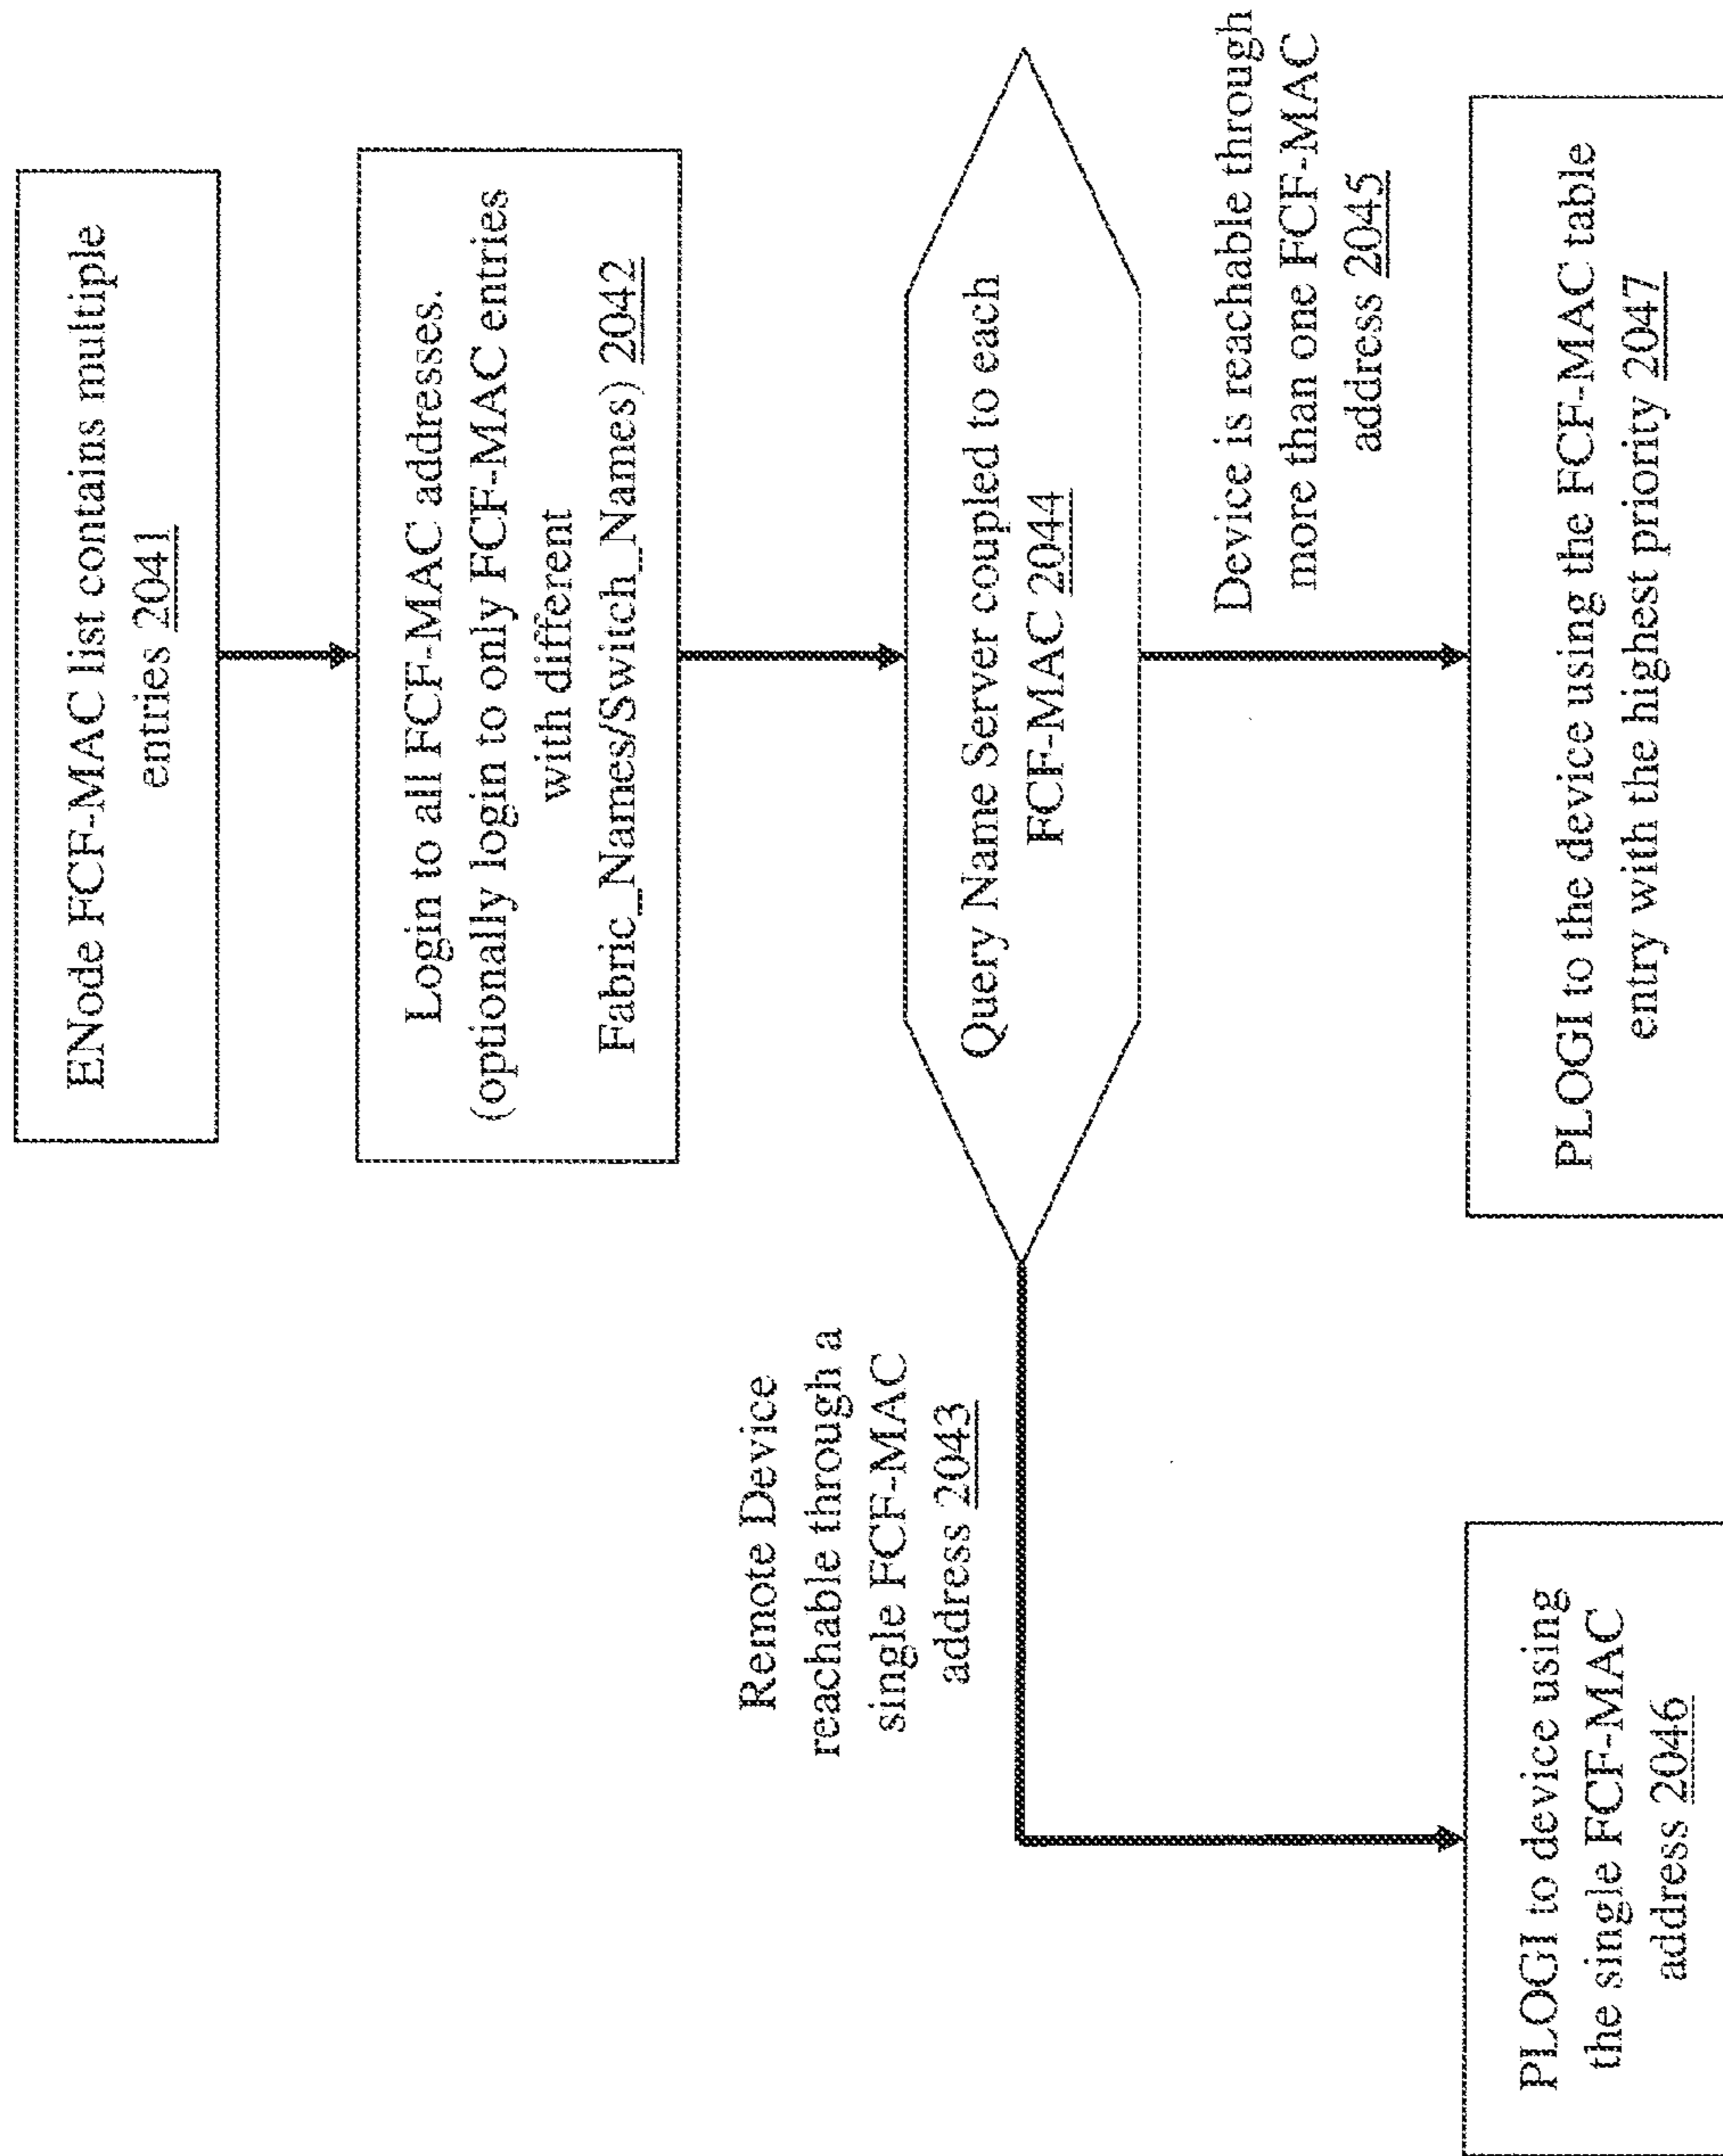 ENode FCF-MAC list contains multiple
entries 2041
Login to all FCF-MAC addresses.
(optionally login to only FCF-MAC entries
with different
Fabric_Names/Switch_Names) 2042
Query Name Server coupled to each
FCF-MAC 2044
Remote Device
reachable through a
single FCF-MAC
address 2043
Device is reachable through
more than one FCF-MAC
address 2045
PLOGI to device using
the single FCF-MAC
address 2046
PLOGI to the device using the FCF-MAC table
entry with the highest priority 2047